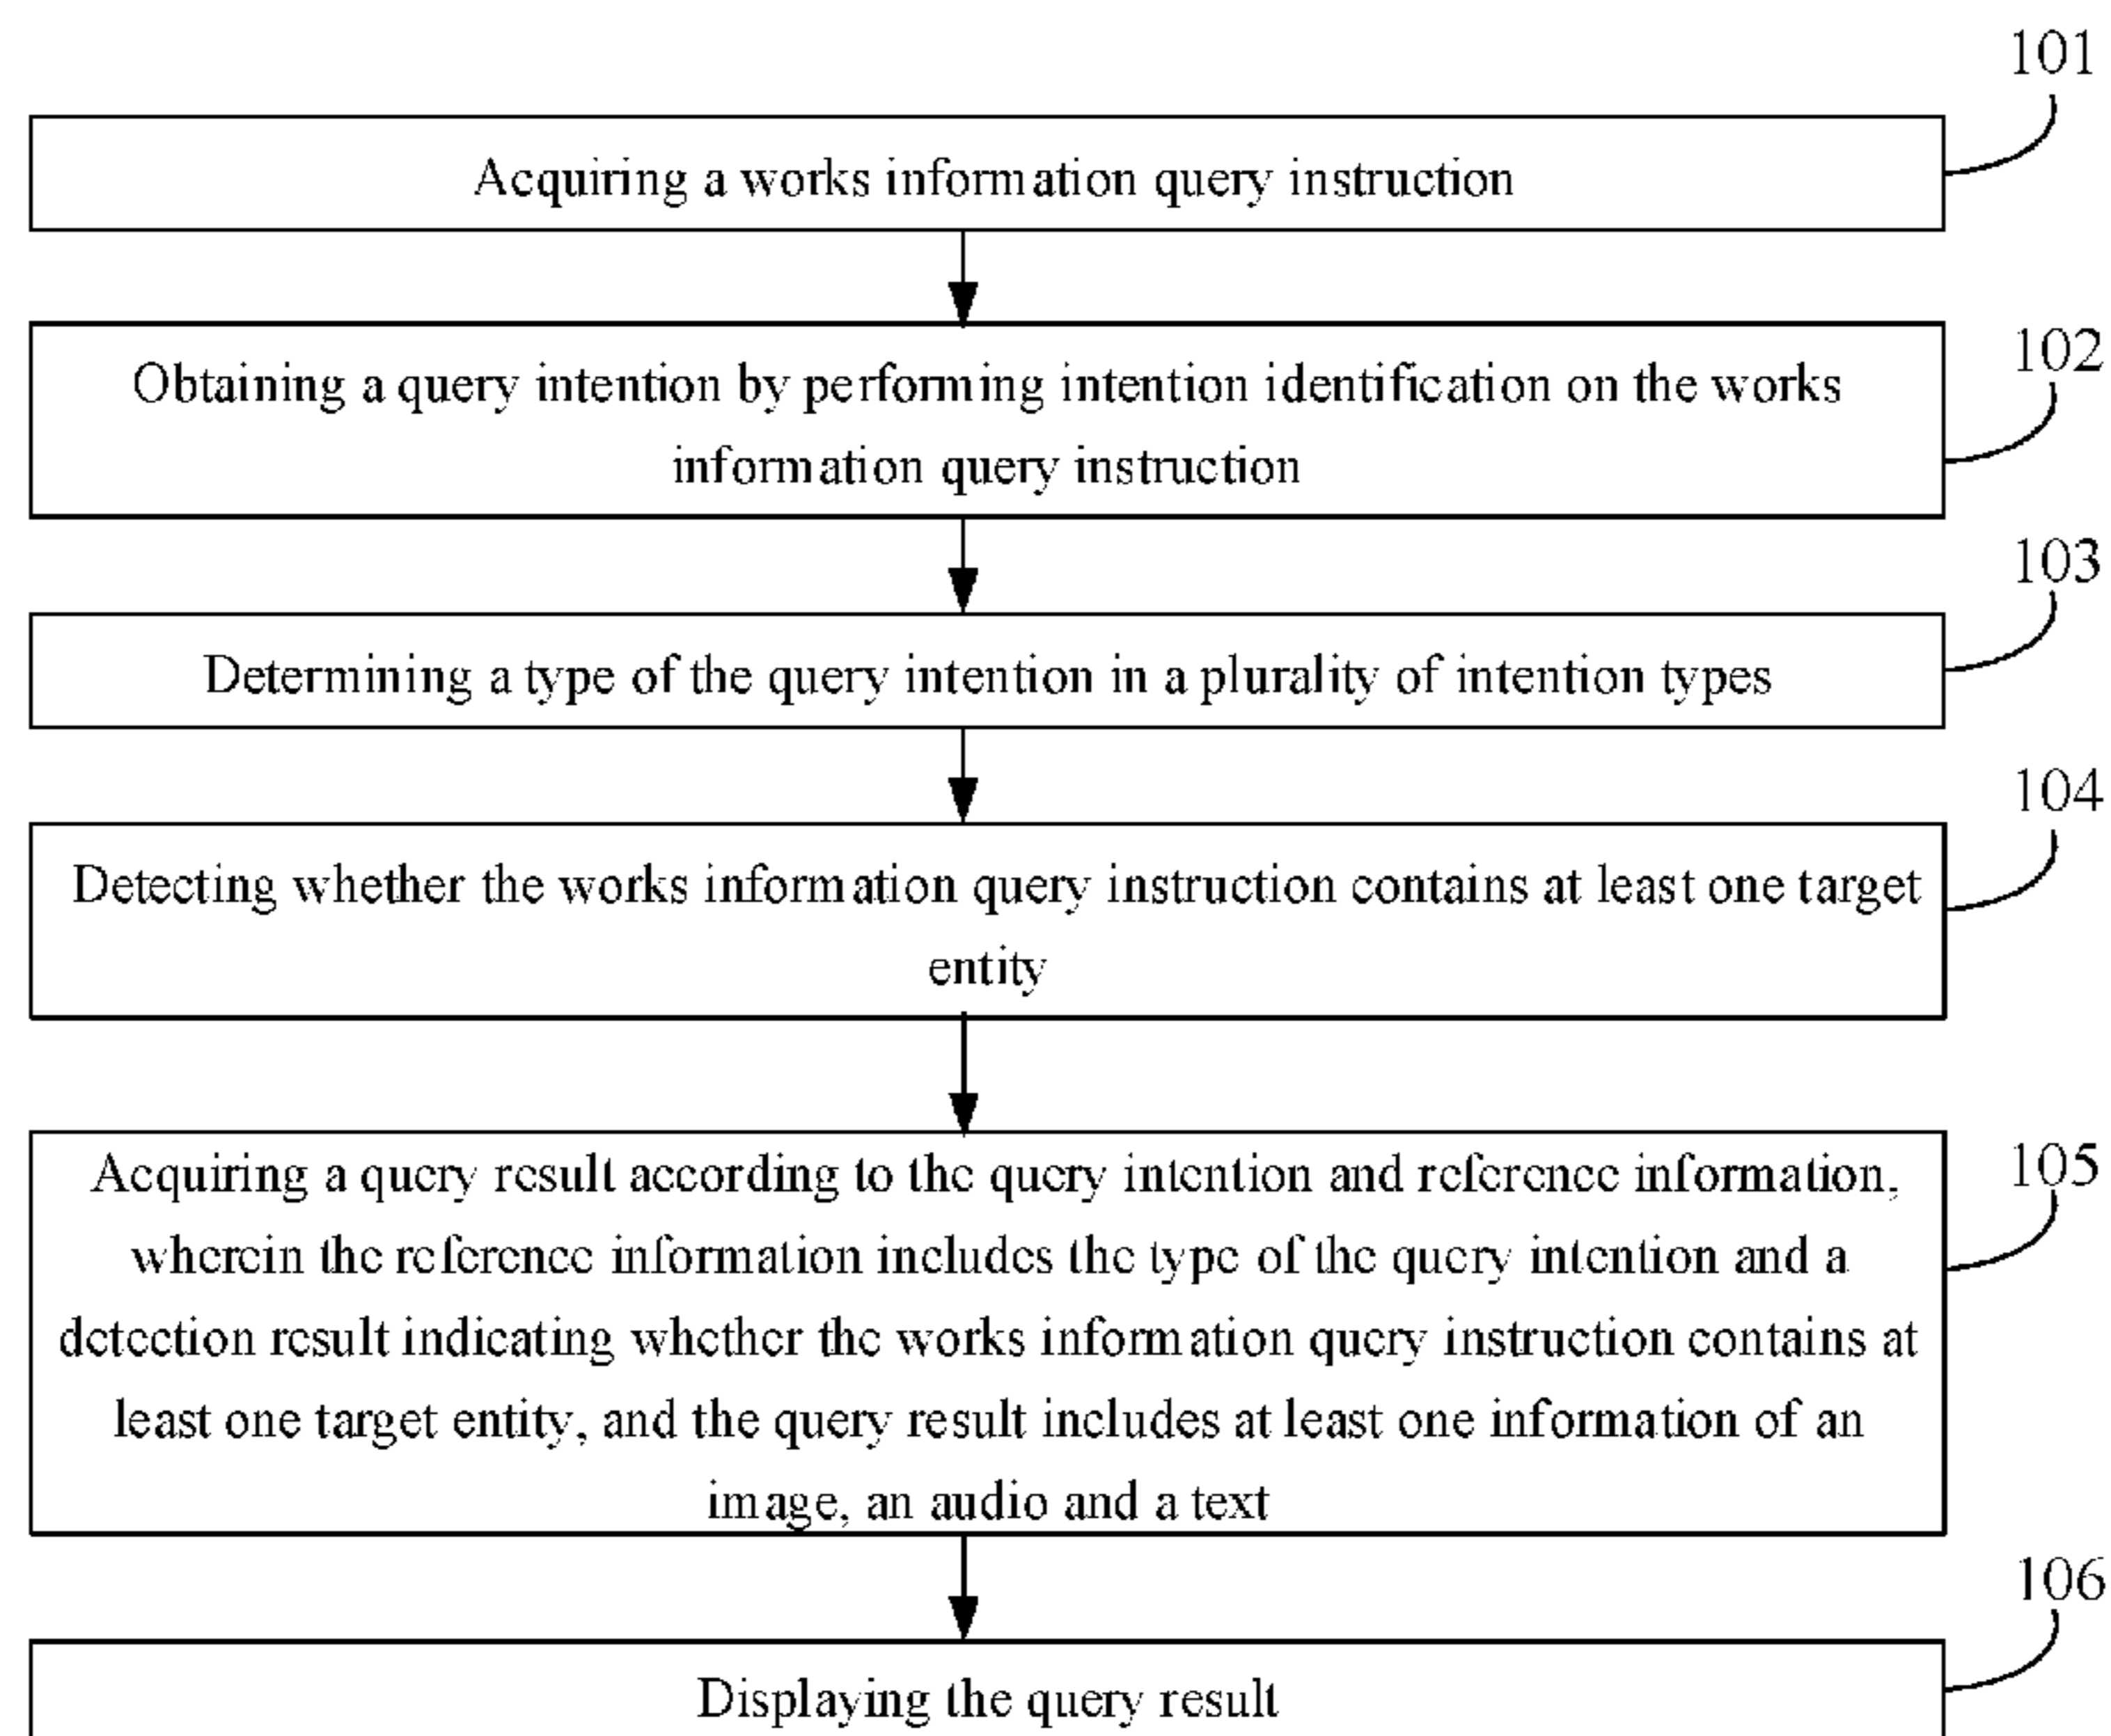 101
Acquiring a works information query instruction
102
Obtaining a query intention by performing intention identification on the works
information query instruction
103
Determining a type of the query intention in a plurality of intention types
104
Detecting whether the works information query instruction contains at least one target
entity
105
Acquiring a query result according to the query intention and reference information,
wherein the reference information includes the type of the query intention and a
detection result indicating whether the works information query instruction contains at
least one target entity, and the query result includes at least one information of an
image, an audio and a text
106
Displaying the query result